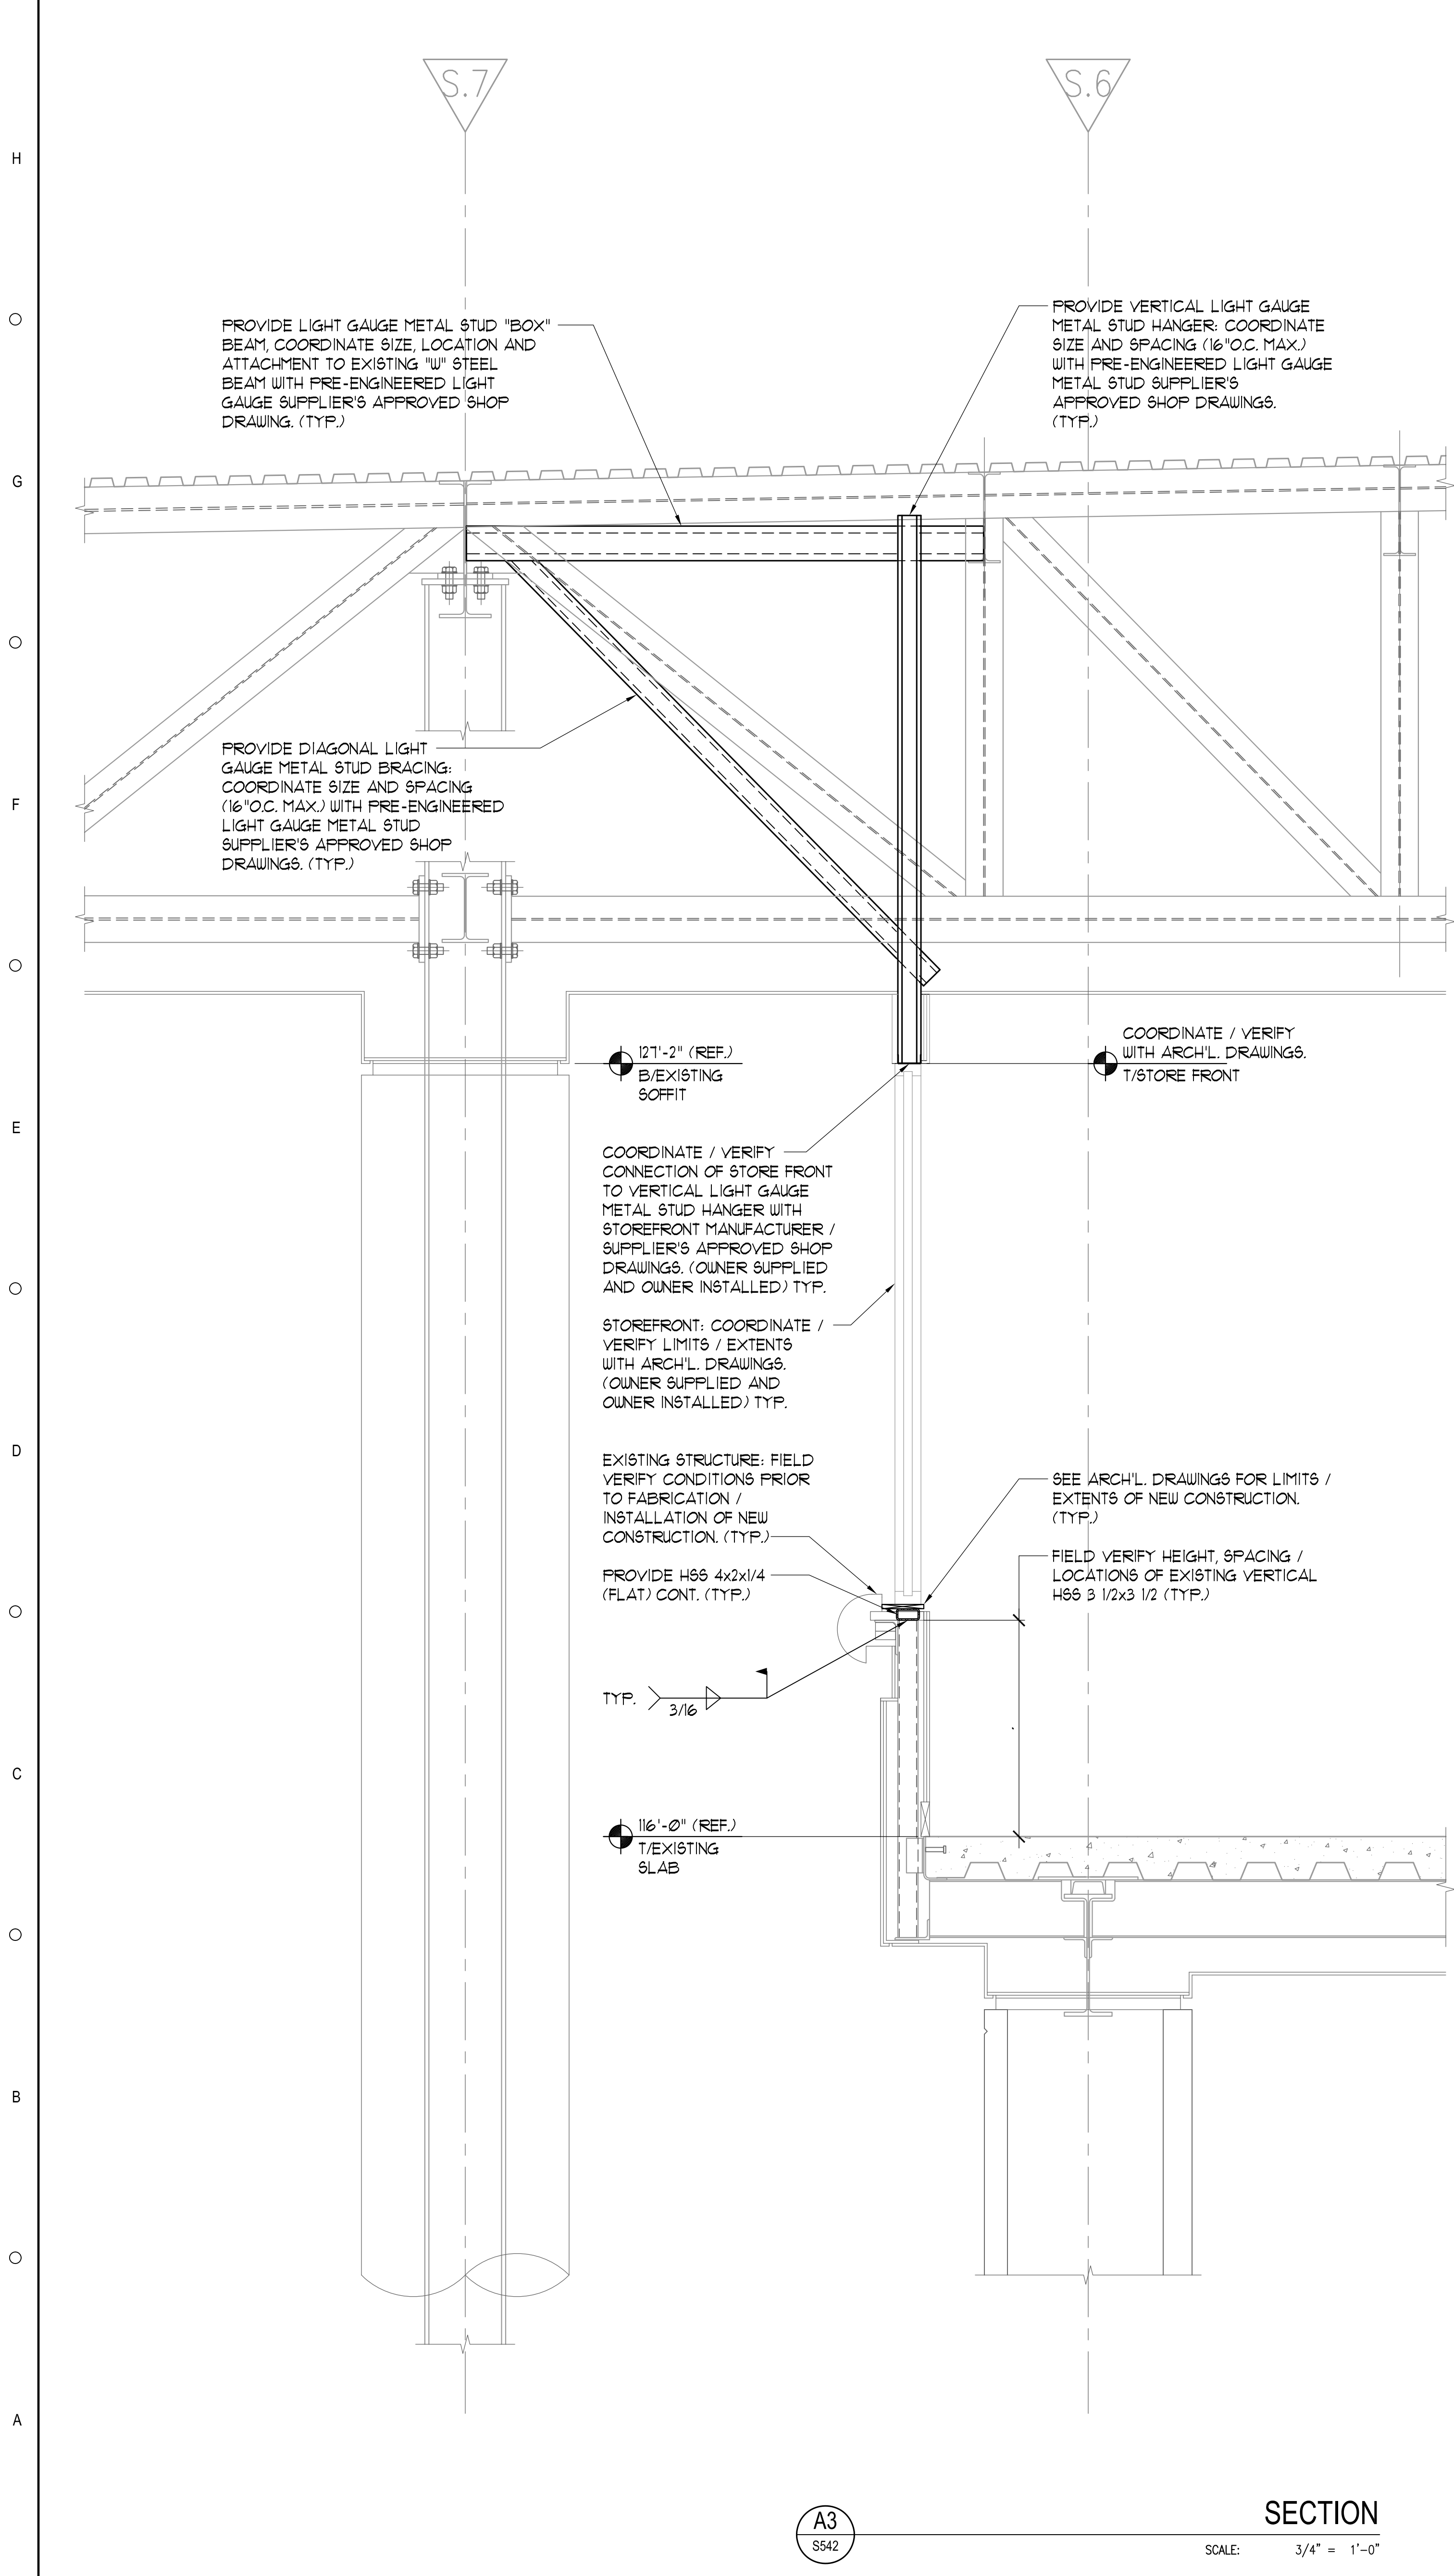 S.7
S.6
H
G
F
E
D
C
B
A
PROVIDE LIGHT GAUGE METAL STUD "BOX"
BEAM, COORDINATE SIZE, LOCATION AND
ATTACHMENT TO EXISTING "W" STEEL
BEAM WITH PRE-ENGINEERED LIGHT
GAUGE SUPPLIER'S APPROVED SHOP
DRAWING. (TYP.)
PROVIDE VERTICAL LIGHT GAUGE
METAL STUD HANGER: COORDINATE
SIZE AND SPACING (16"O.C. MAX.)
WITH PRE-ENGINEERED LIGHT GAUGE
METAL STUD SUPPLIER'S
APPROVED SHOP DRAWINGS.
(TYP.)
PROVIDE DIAGONAL LIGHT
GAUGE METAL STUD BRACING:
COORDINATE SIZE AND SPACING
(16"O.C. MAX.) WITH PRE-ENGINEERED
LIGHT GAUGE METAL STUD
SUPPLIER'S APPROVED SHOP
DRAWINGS. (TYP.)
127'-2" (REF.)
B/EXISTING
SOFFIT
COORDINATE / VERIFY
WITH ARCH'L. DRAWINGS.
T/STORE FRONT
COORDINATE / VERIFY
CONNECTION OF STORE FRONT
TO VERTICAL LIGHT GAUGE
METAL STUD HANGER WITH
STOREFRONT MANUFACTURER /
SUPPLIER'S APPROVED SHOP
DRAWINGS. (OWNER SUPPLIED
AND OWNER INSTALLED) TYP.
STOREFRONT: COORDINATE /
VERIFY LIMITS / EXTENTS
WITH ARCH'L. DRAWINGS.
(OWNER SUPPLIED AND
OWNER INSTALLED) TYP.
EXISTING STRUCTURE: FIELD
VERIFY CONDITIONS PRIOR
TO FABRICATION /
INSTALLATION OF NEW
CONSTRUCTION. (TYP.)
PROVIDE HSS 4x2x1/4
(FLAT) CONT. (TYP.)
SEE ARCH'L. DRAWINGS FOR LIMITS /
EXTENTS OF NEW CONSTRUCTION.
(TYP.)
FIELD VERIFY HEIGHT, SPACING /
LOCATIONS OF EXISTING VERTICAL
HSS 3 1/2x3 1/2 (TYP.)
TYP.
3/16
116'-0" (REF.)
T/EXISTING
SLAB
A3
S542
SECTION
SCALE: 3/4" = 1'-0"